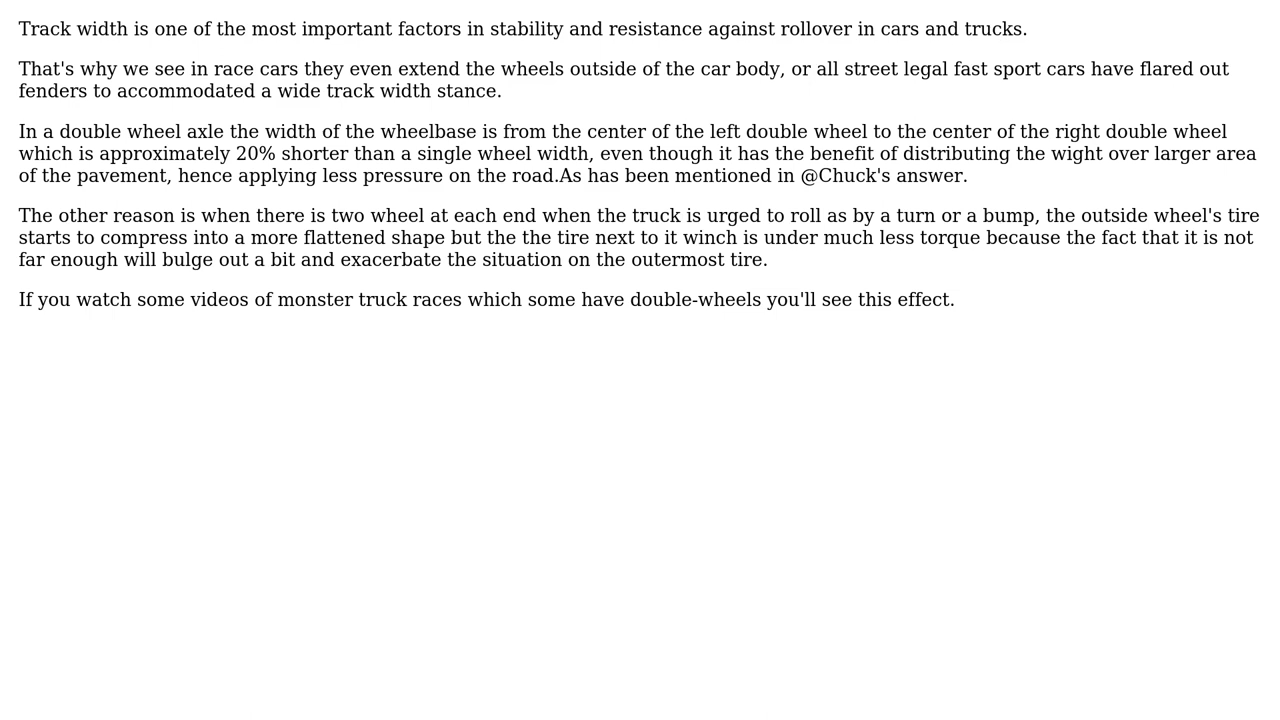 Track width is one of the most important factors in stability and resistance against rollover in cars and trucks.
That's why we see in race cars they even extend the wheels outside of the car body, or all street legal fast sport cars have flared out
fenders to accommodated a wide track width stance.
In a double wheel axle the width of the wheelbase is from the center of the left double wheel to the center of the right double wheel
which is approximately 20% shorter than a single wheel width, even though it has the benefit of distributing the wight over larger area
of the pavement, hence applying less pressure on the road.As has been mentioned in @Chuck's answer.
The other reason is when there is two wheel at each end when the truck is urged to roll as by a turn or a bump, the outside wheel's tire
starts to compress into a more flattened shape but the the tire next to it winch is under much less torque because the fact that it is not
far enough will bulge out a bit and exacerbate the situation on the outermost tire.
If you watch some videos of monster truck races which some have double-wheels you'll see this effect.